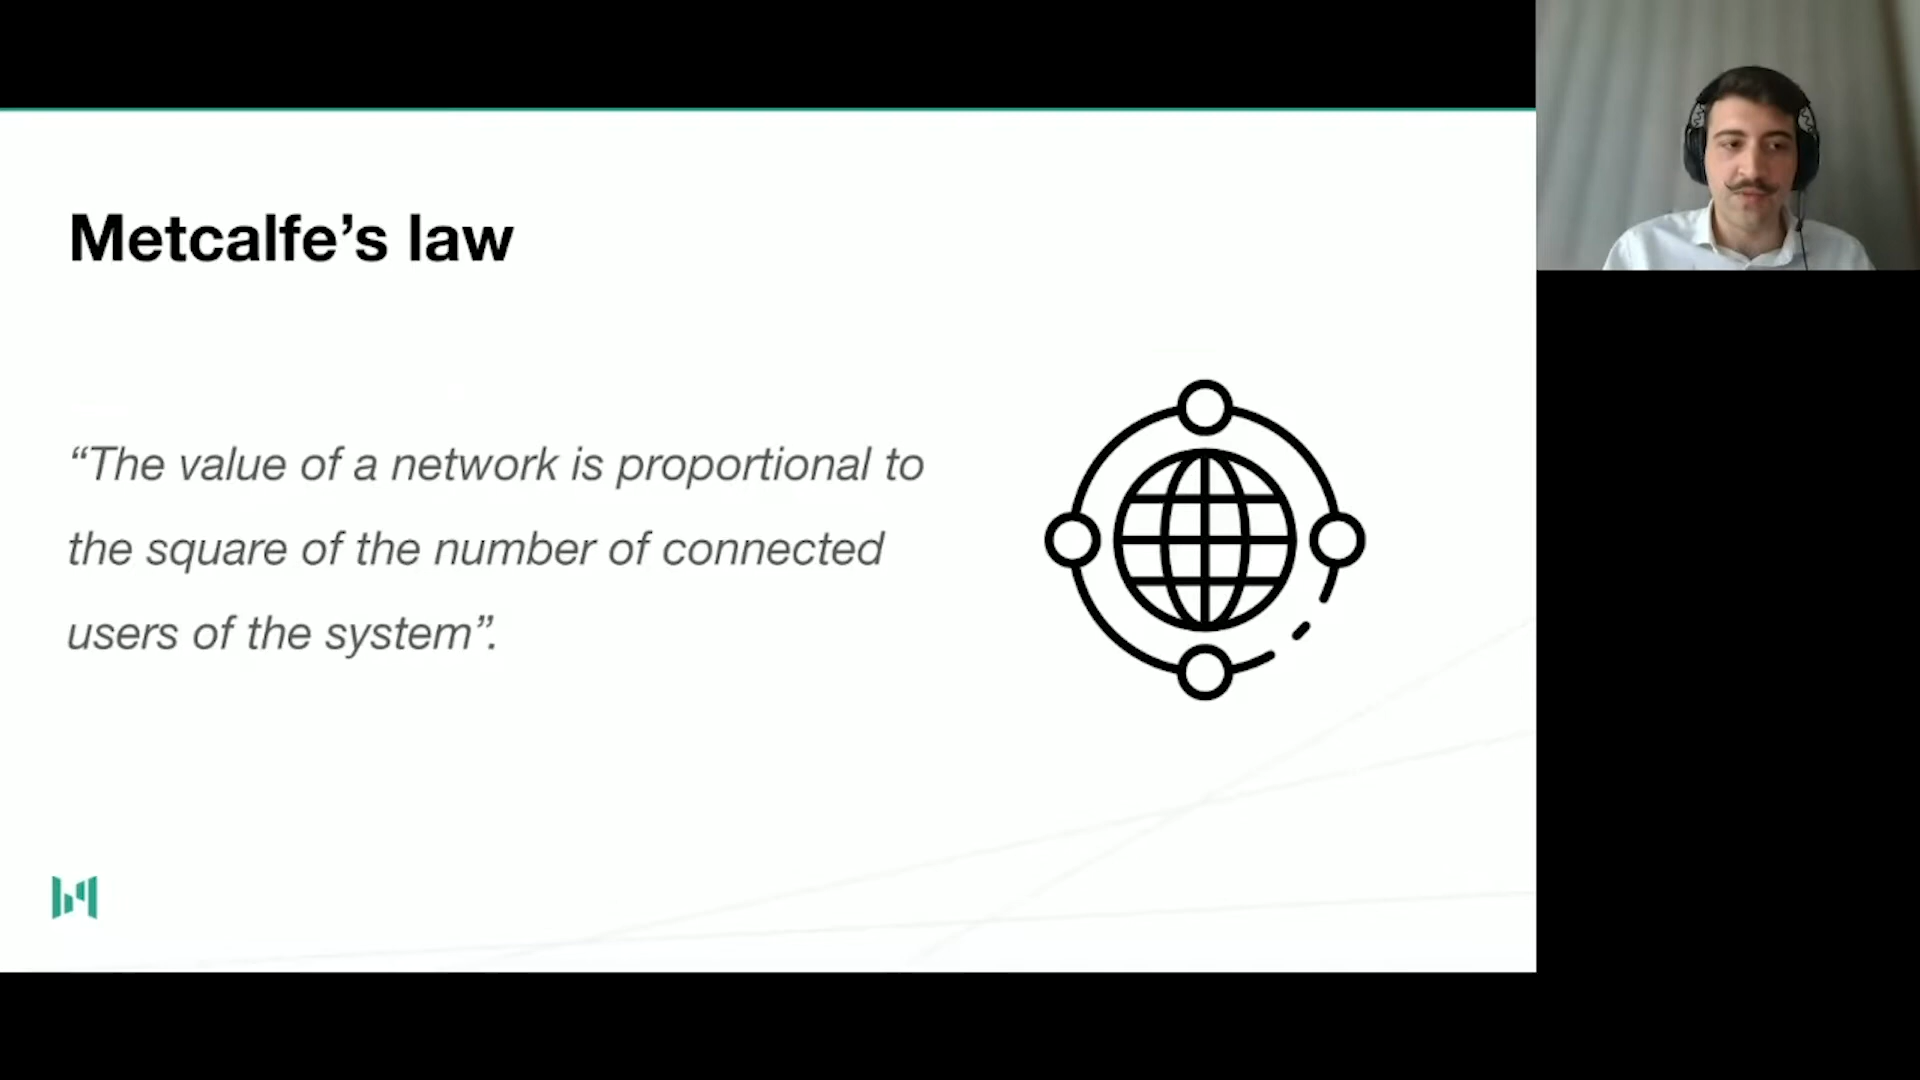 Metcalfe’s law
“The value of a network is proportional to
the square of the number of connected
users of the system”.